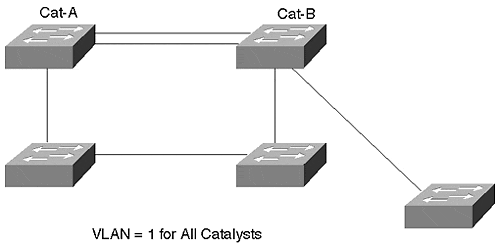 Cat-A
Cat-B
VLAN = 1 for All Catalysts